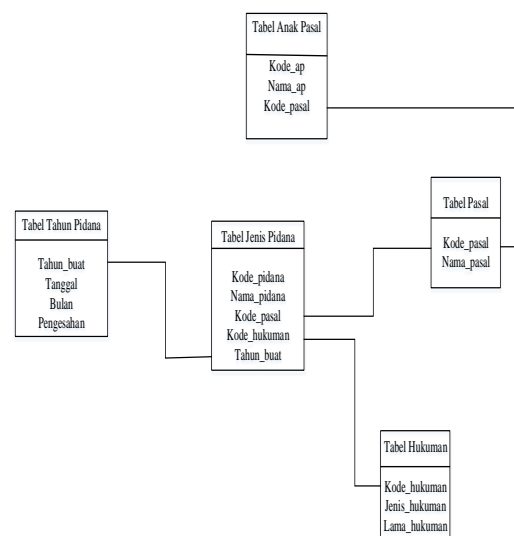 Tabel Anak Pasal
Kode_ap
Nama_ap
Kode_pasal
Tabel Pasal
Kode_pasal
Nama_pasal
Tabel Tahun Pidana
Tahun_buat
Tanggal
Bulan
Pengesahan
Tabel Jenis Pidana
Kode_pidana
Nama_pidana
Kode_pasal
Kode_hukuman
Tahun_buat
Tabel Hukuman
Kode_hukuman
Jenis_hukuman
Lama_hukuman